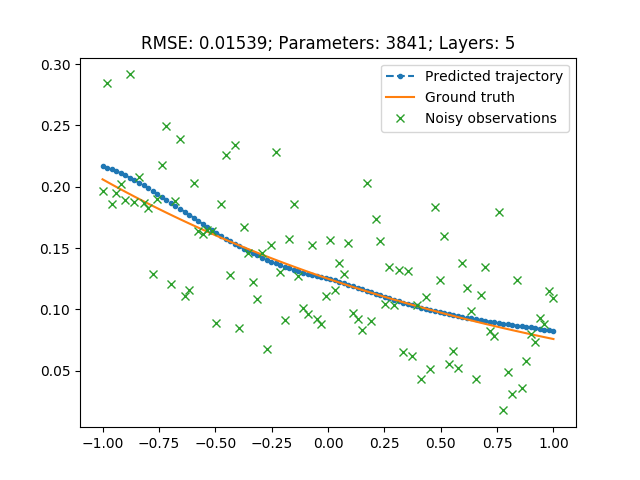 RMSE: 0.01539; Parameters: 3841; Layers: 5
0.30
0.25
0.20
0.15
0.10
0.05
Predicted trajectory
Ground truth
Noisy observations
−1.00 −0.75 −0.50 −0.25 0.00 0.25 0.50 0.75 1.00